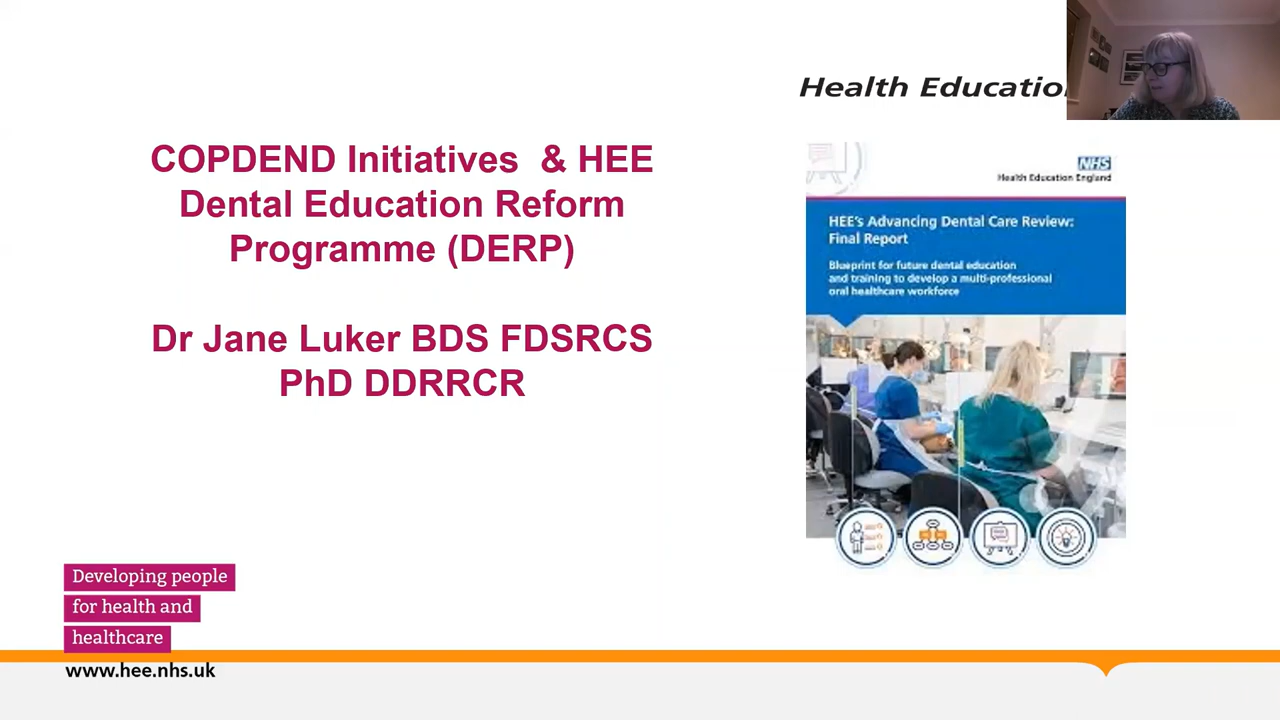 Health Education
COPDEND Initiatives & HEE
Dental Education Reform
Programme (DERP)
Dr Jane Luker BDS FDSRCS
PhD DDRRCR
NHS
Health Education England
HEE's Advancing Dental Care Review:
Final Report
Blueprint for future dental education
and training to develop a multi-professional
oral healthcare workforce
Developing people
for health and
healthcare
www.hee.nhs.uk